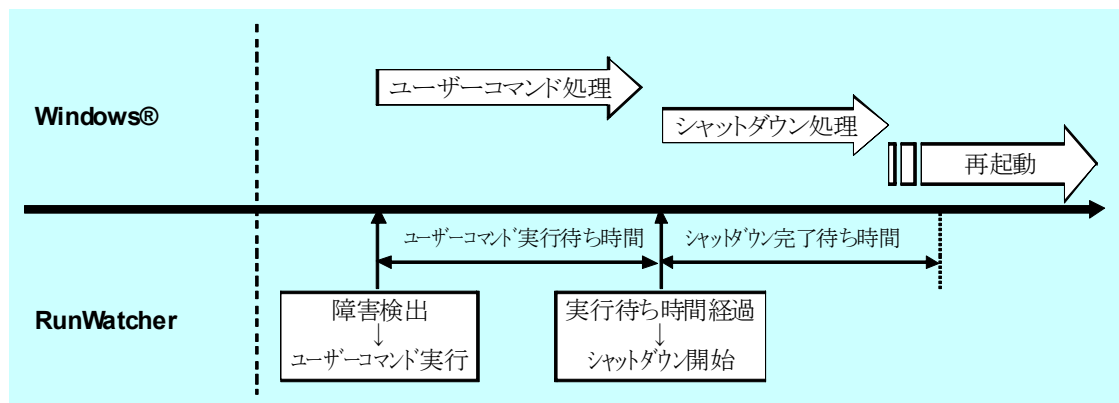 ユーザーコマンド処理
Windows®
シャットダウン処理
再起動
ユーザーコマンド実行待ち時間
シャットダウン完了待ち時間
RunWatcher
障害検出
↓
ユーザーコマンド実行
実行待ち時間経過
↓
シャットダウン開始